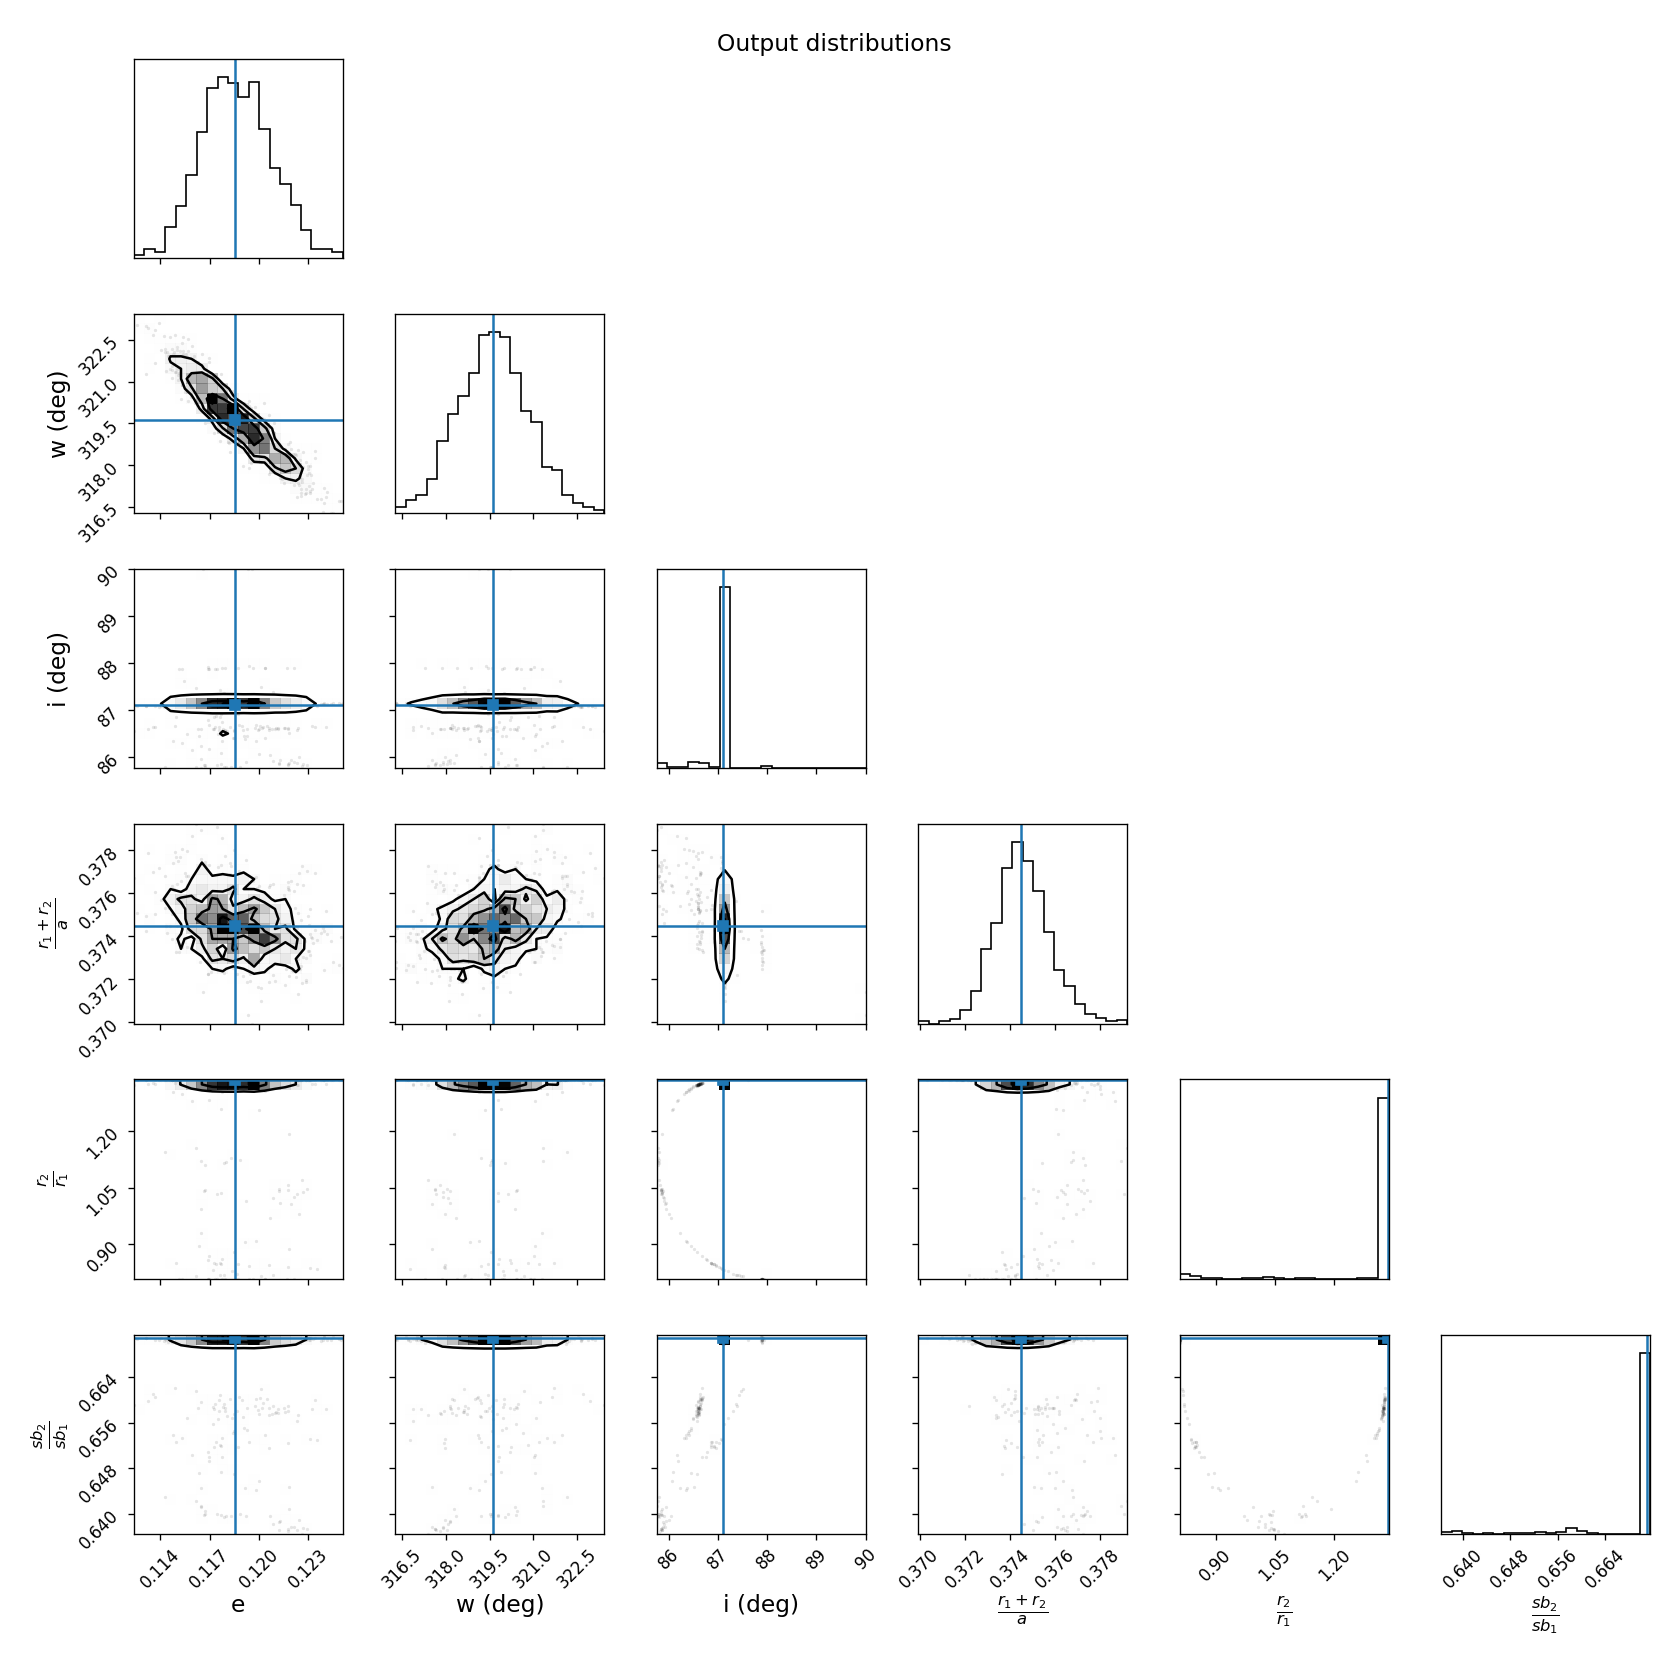 Output distributions
w (deg)
322.5
321.0
319.5
318.0
316.5
i (deg)
90
89
88
87
86
r₁ + r₂
a
0.378
0.376
0.374
0.372
0.370
r₂
r₁
1.20
1.05
0.90
sb₂
sb₁
0.664
0.656
0.648
0.640
0.114 0.117 0.120 0.123
316.5 318.0 319.5 321.0 322.5
86 87 88 89 90
0.370 0.372 0.374 0.376 0.378
0.90 1.05 1.20
0.640 0.648 0.656 0.664
e
w (deg)
i (deg)
r₁ + r₂
a
r₂
r₁
sb₂
sb₁